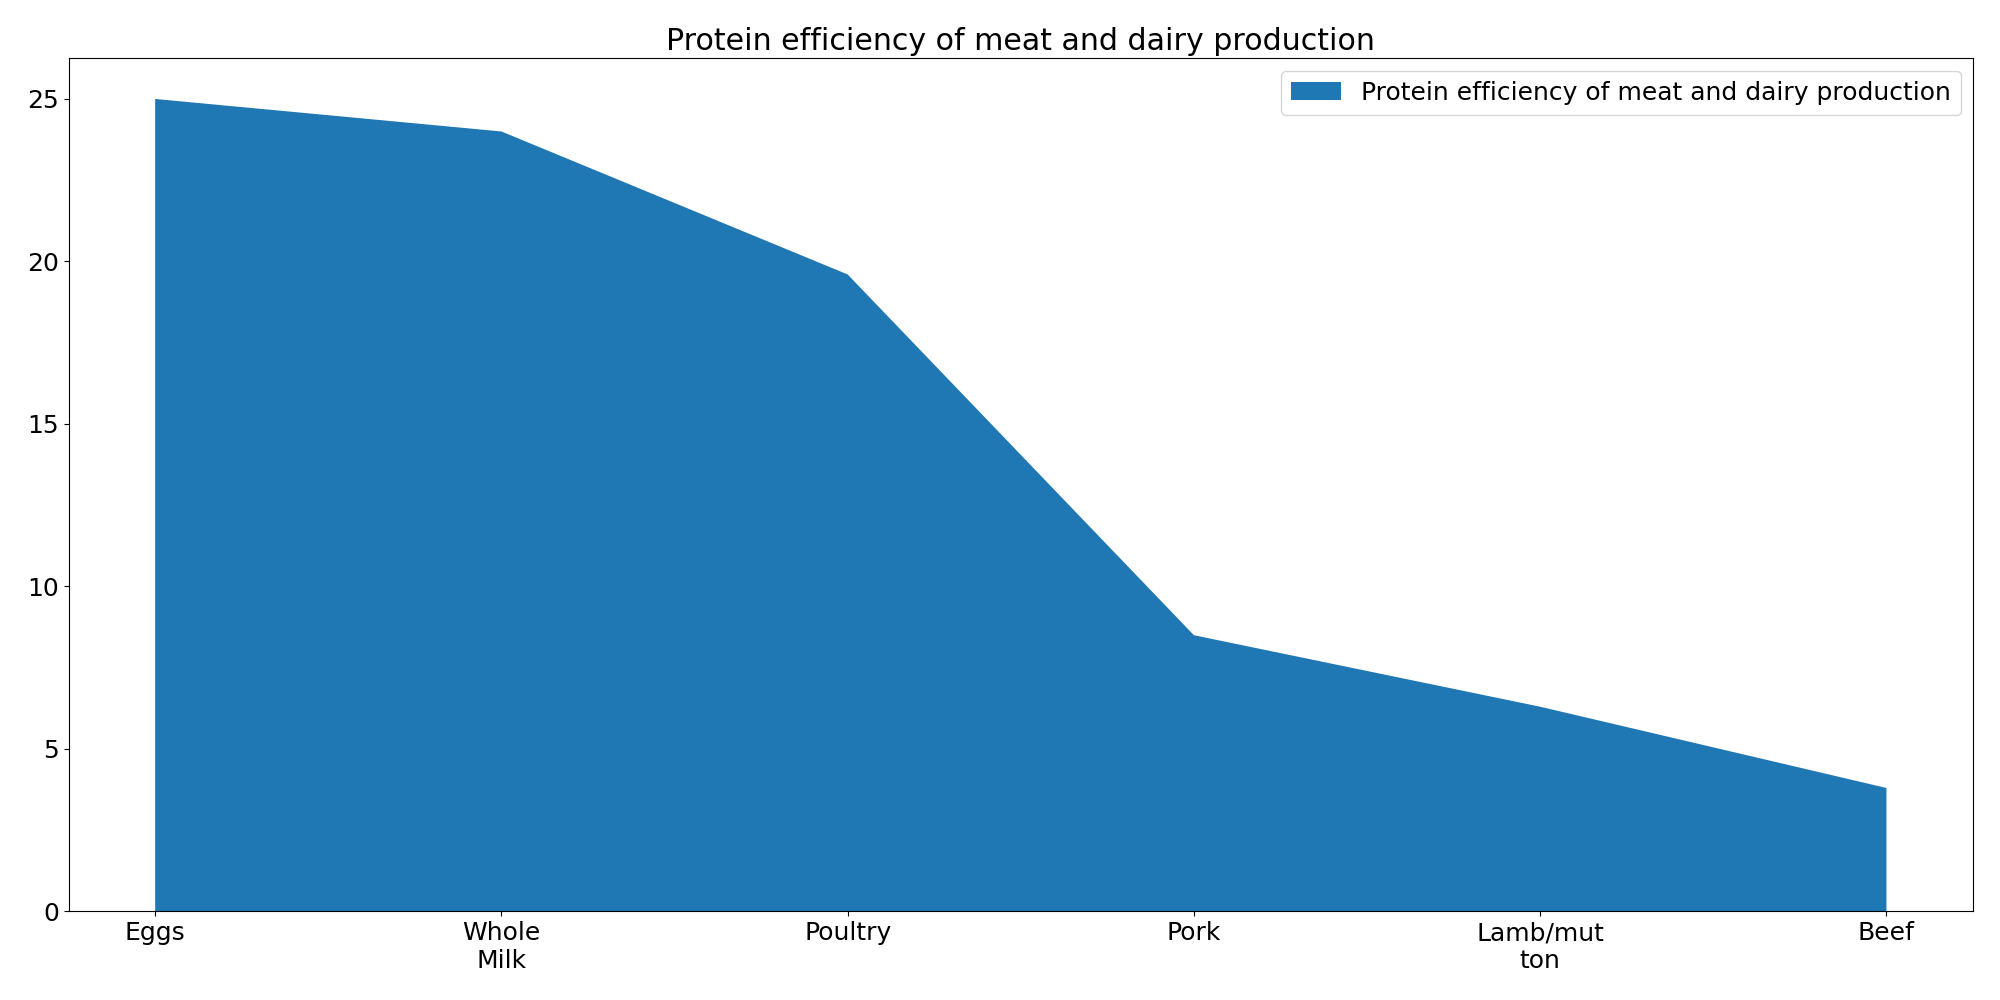 Protein efficiency of meat and dairy production
Protein efficiency of meat and dairy production
25
20
15
10
5
0
Eggs
Whole
Milk
Poultry
Pork
Lamb/mut
ton
Beef